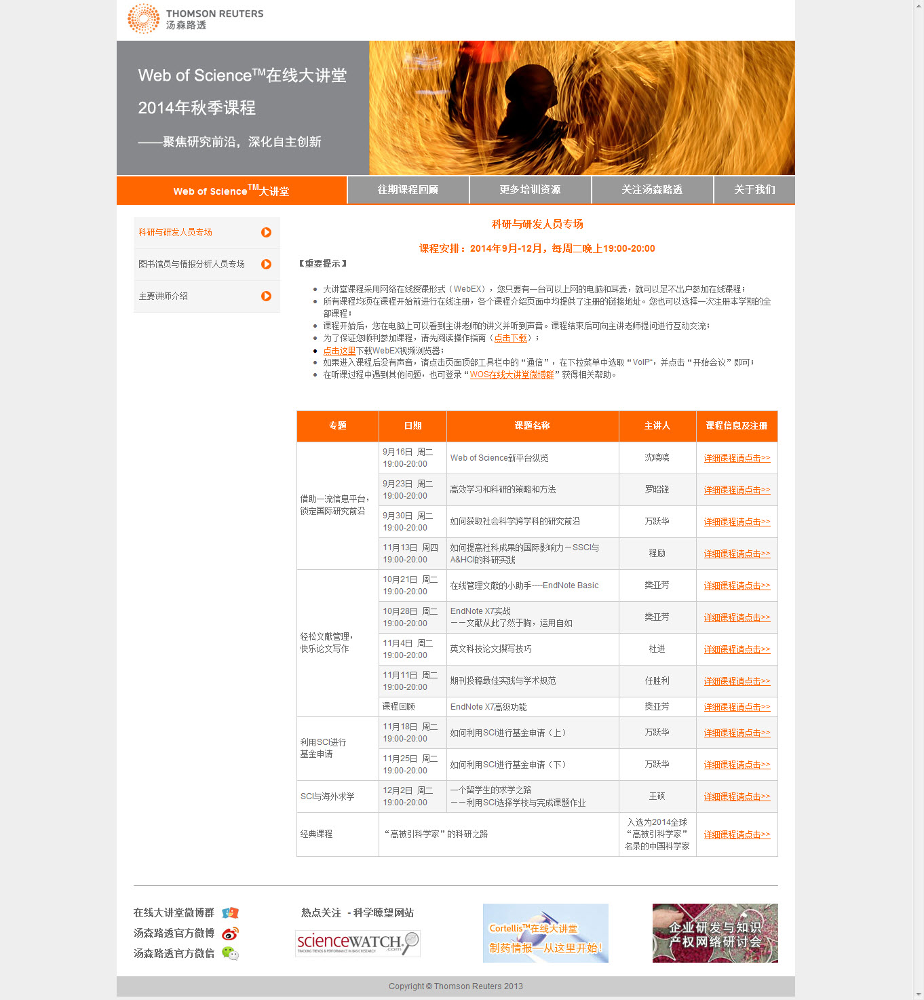 THOMSON REUTERS
汤森路透
Web of Science™在线大讲堂
2014年秋季课程
——聚焦研究前沿，深化自主创新
Web of Science™大讲堂
往期课程回顾
更多培训资源
关注汤森路透
关于我们
科研与研发人员专场
图书馆员与情报分析人员专场
主要讲师介绍
科研与研发人员专场
课程安排：2014年9月-12月，每周二晚上19:00-20:00
【重要提示】
大讲堂课程采用网络在线授课形式（WebEX），您只要有一台可以上网的电脑和耳麦，就可以足不出户参加在线课程；
所有课程均须在课程开始前进行在线注册，各个课程介绍页面中均提供了注册的链接地址。您也可以选择一次注册本学期的全
部课程；
课程开始后，您在电脑上可以看到主讲老师的讲义并听到声音。课程结束后可向主讲老师提问进行互动交流；
为了保证您顺利参加课程，请先阅读操作指南（点击下载）；
点击这里下载WebEX视频浏览器；
如果进入课程后没有声音，请点击页面顶部工具栏中的“通信”，在下拉菜单中选取“VoIP“，并点击“开始会议”即可；
在听课过程中遇到其他问题，也可登录“WOS在线大讲堂微博群”获得相关帮助。
专题 日期 课题名称 主讲人 课程信息及注册
借助一流信息平台，
锁定国际研究前沿
9月16日 周二
19:00-20:00
Web of Science新平台纵览
沈嗃嗃
详细课程请点击>>
9月23日 周二
19:00-20:00
高效学习和科研的策略和方法
罗昭锋
详细课程请点击>>
9月30日 周二
19:00-20:00
如何获取社会科学跨学科的研究前沿
万跃华
详细课程请点击>>
11月13日 周四
19:00-20:00
如何提高社科成果的国际影响力－SSCI与
A&HCI的科研实践
程励
详细课程请点击>>
轻松文献管理，
快乐论文写作
10月21日 周二
19:00-20:00
在线管理文献的小助手----EndNote Basic
樊亚芳
详细课程请点击>>
10月28日 周二
19:00-20:00
EndNote X7实战
－－文献从此了然于胸，运用自如
樊亚芳
详细课程请点击>>
11月4日 周二
19:00-20:00
英文科技论文撰写技巧
杜进
详细课程请点击>>
11月11日 周二
19:00-20:00
期刊投稿最佳实践与学术规范
任胜利
详细课程请点击>>
课程回顾
EndNote X7高级功能
樊亚芳
详细课程请点击>>
利用SCI进行
基金申请
11月18日 周二
19:00-20:00
如何利用SCI进行基金申请（上）
万跃华
详细课程请点击>>
11月25日 周二
19:00-20:00
如何利用SCI进行基金申请（下）
万跃华
详细课程请点击>>
SCI与海外求学
12月2日 周二
19:00-20:00
一个留学生的求学之路
－－利用SCI选择学校与完成课题作业
王硕
详细课程请点击>>
经典课程
“高被引科学家”的科研之路
入选为2014全球
“高被引科学家”
名录的中国科学家
详细课程请点击>>
在线大讲堂微博群
汤森路透官方微博
汤森路透官方微信
热点关注 - 科学瞭望网站
scienceWATCH.com
TRACKING TRENDS & PERFORMANCE IN BASIC RESEARCH
Cortellis™在线大讲堂
制药情报—从这里开始！
企业研发与知识
产权网络研讨会
Copyright © Thomson Reuters 2013